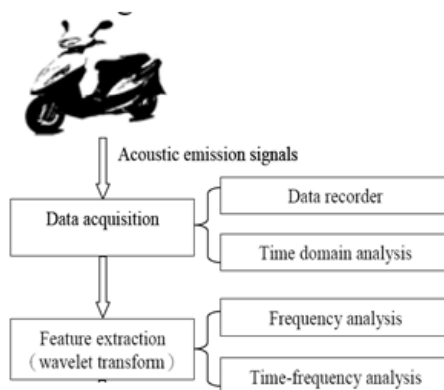 Acoustic emission signals
Data acquisition
Data recorder
Time domain analysis
Feature extraction
（wavelet transform）
Frequency analysis
Time-frequency analysis